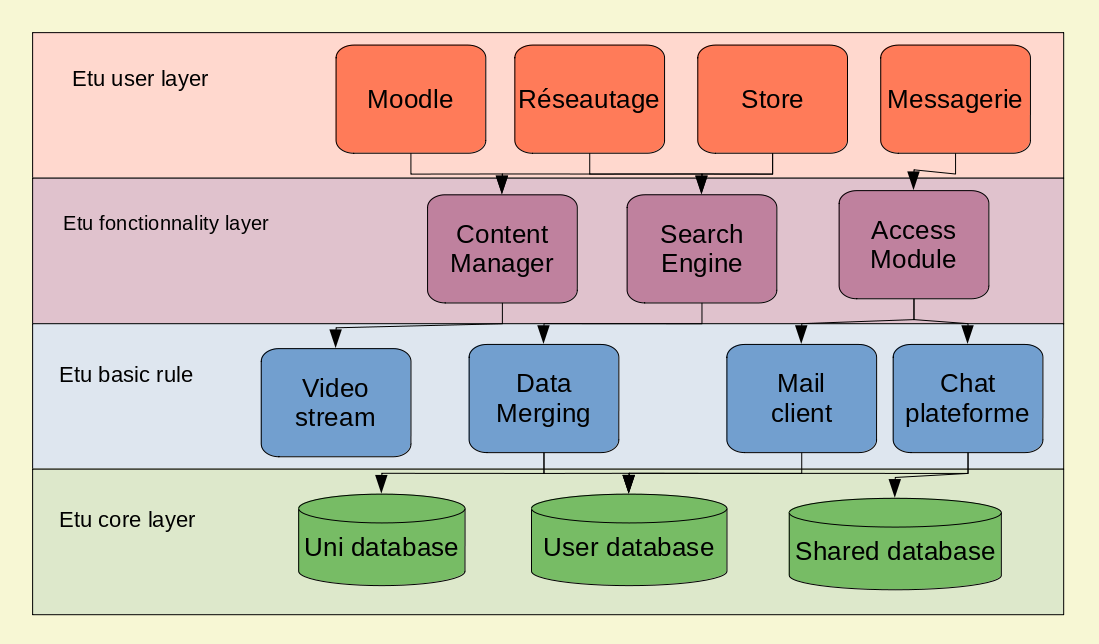 Etu user layer
Moodle
Réseautage
Store
Messagerie
Etu fonctionnality layer
Content
Manager
Search
Engine
Access
Module
Etu basic rule
Video
stream
Data
Merging
Mail
client
Chat
plateforme
Etu core layer
Uni database
User database
Shared database